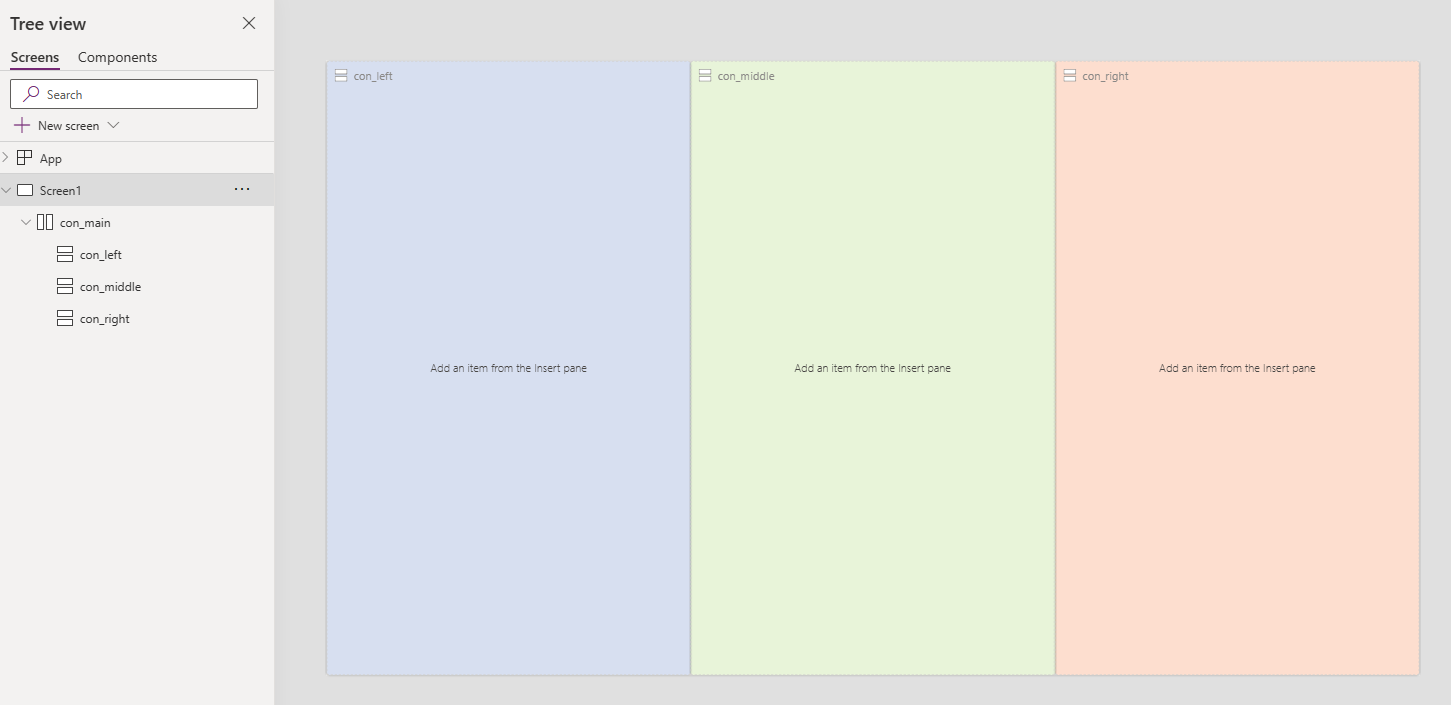 Tree view
Screens Components
Search
New screen
App
Screen1
con_main
con_left
con_middle
con_right
con_left con_middle con_right
Add an item from the Insert pane Add an item from the Insert pane Add an item from the Insert pane